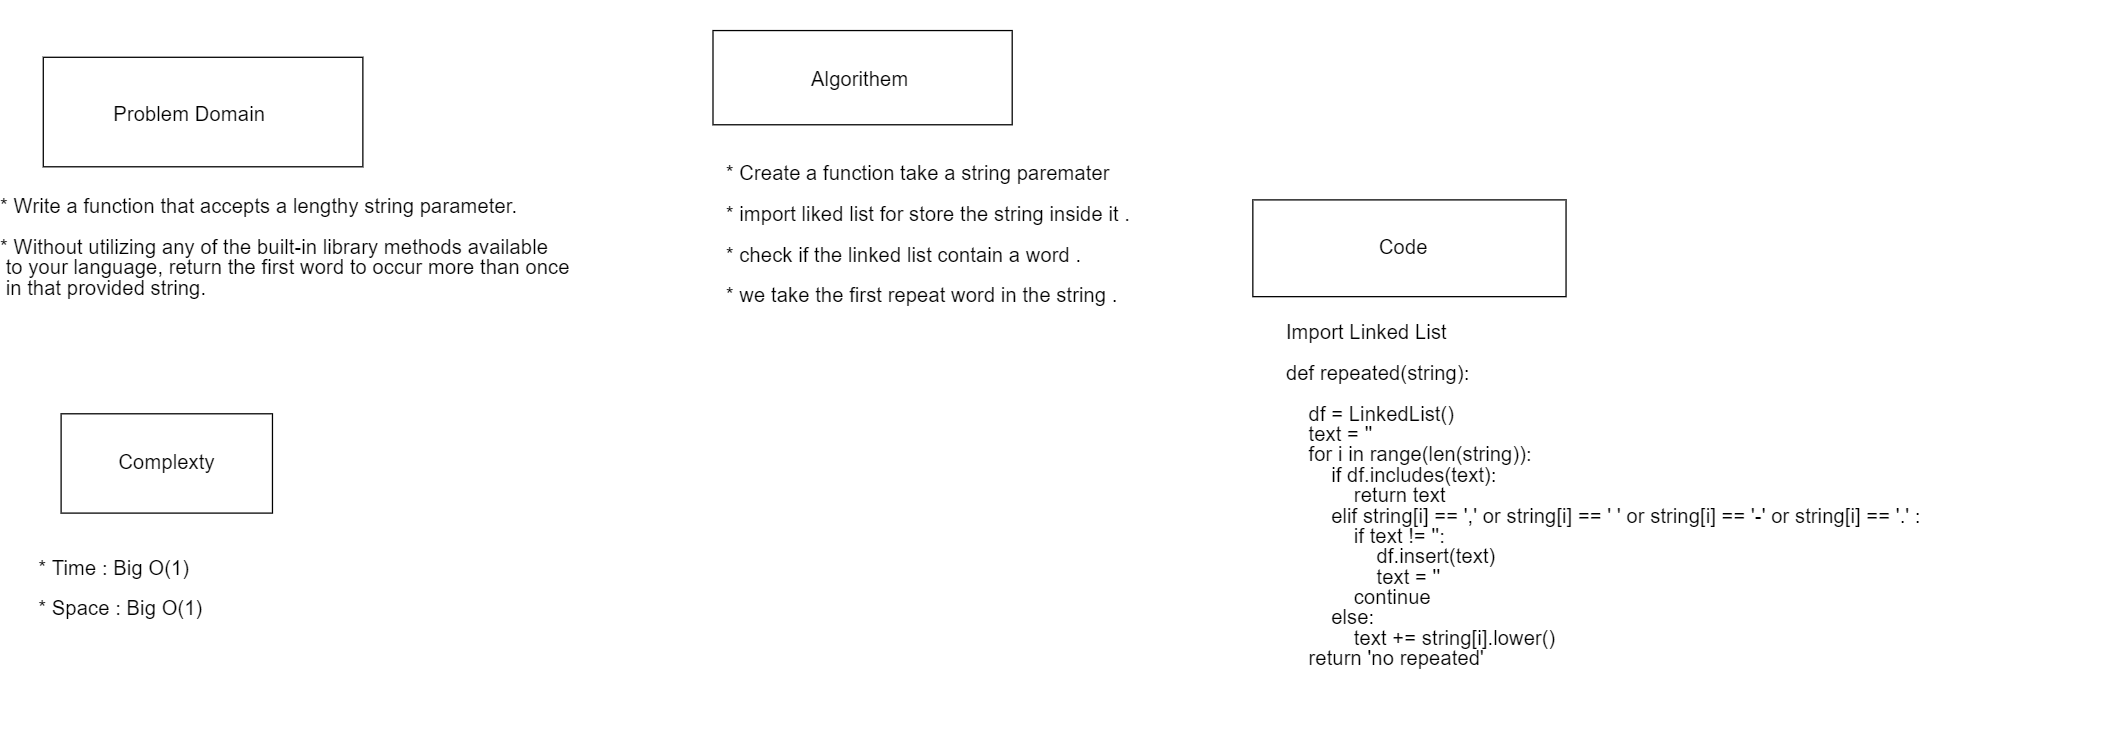 Problem Domain
* Write a function that accepts a lengthy string parameter.
* Without utilizing any of the built-in library methods available
to your language, return the first word to occur more than once
in that provided string.
Complexty
* Time : Big O(1)
* Space : Big O(1)
Algorithem
* Create a function take a string paremater
* import liked list for store the string inside it .
* check if the linked list contain a word .
* we take the first repeat word in the string .
Code
Import Linked List
def repeated(string):
df = LinkedList()
text = ''
for i in range(len(string)):
if df.includes(text):
return text
elif string[i] == ',' or string[i] == ' ' or string[i] == '-' or string[i] == '.' :
if text != '':
df.insert(text)
text = ''
continue
else:
text += string[i].lower()
return 'no repeated'